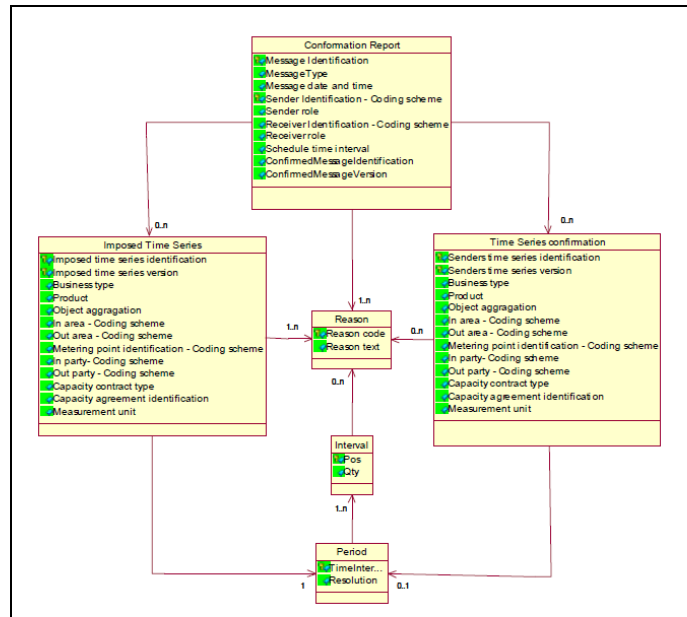 Conformation Report
Message Identification
MessageType
Message date and time
Sender Identification - Coding scheme
Sender role
Receiver Identification - Coding scheme
Receiver role
Schedule time interval
ConfirmedMessageIdentification
ConfirmedMessageVersion
0..n
0..n
Imposed Time Series
Imposed time series identification
Imposed time series version
Business type
Product
Object aggragation
In area - Coding scheme
Out area - Coding scheme
Metering point identification - Coding scheme
In party- Coding scheme
Out party - Coding scheme
Capacity contract type
Capacity agreement identification
Measurement unit
Time Series confirmation
Senders time series identification
Senders time series version
Business type
Product
Object aggragation
In area - Coding scheme
Out area - Coding scheme
Metering point identification - Coding scheme
In party - Coding scheme
Out party - Coding scheme
Capacity contract type
Capacity agreement identification
Measurement unit
1..n
1..n
0..n
Reason
Reason code
Reason text
0..n
Interval
Pos
Qty
1..n
Period
TimeInter...
Resolution
1
0..1